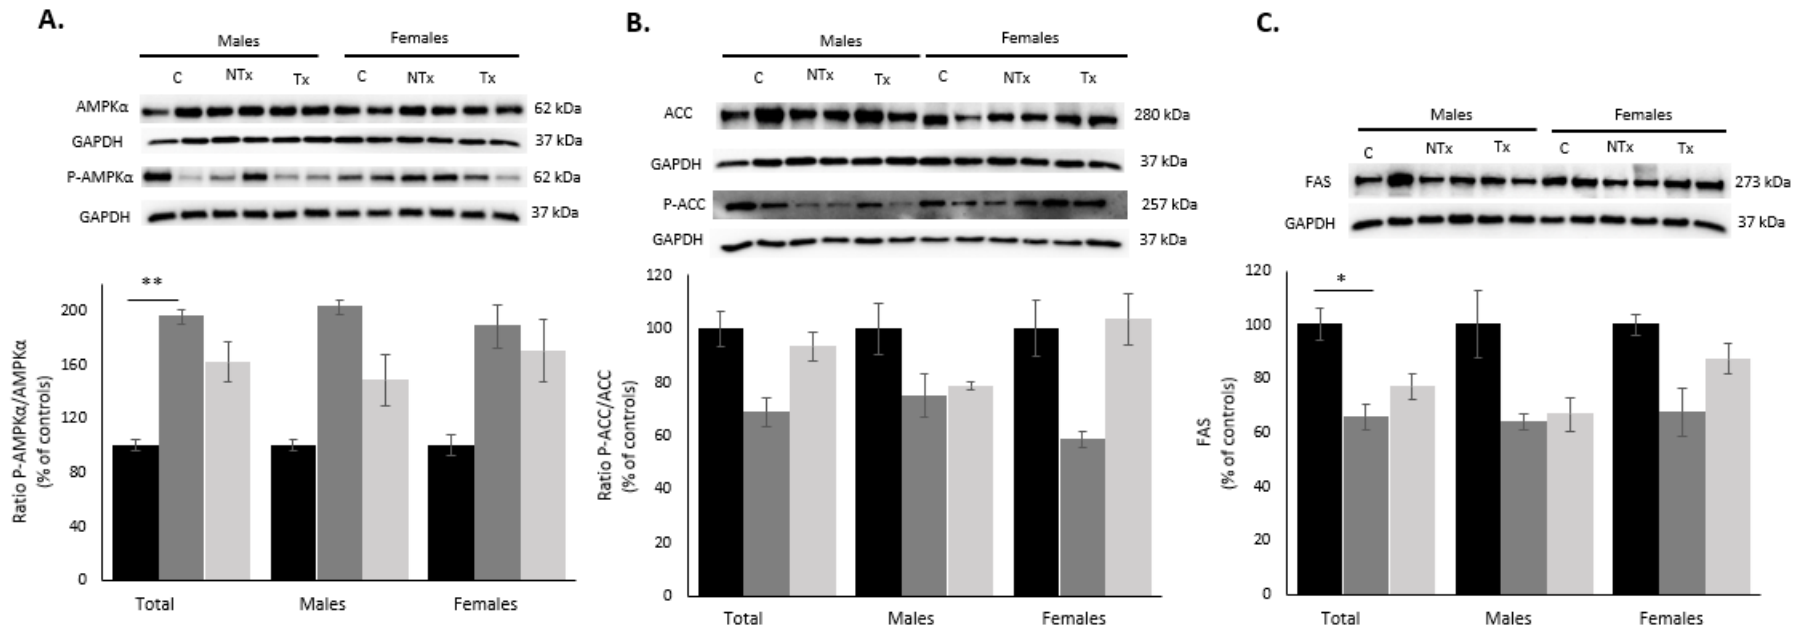 A.
Males Females
C NTx Tx C NTx Tx
AMPKα 62 kDa
GAPDH 37 kDa
P-AMPKα 62 kDa
GAPDH 37 kDa
Ratio P-AMPKα/AMPKα
(% of controls)
**
200
160
120
80
40
0
Total Males Females
B.
Males Females
C NTx Tx C NTx Tx
ACC 280 kDa
GAPDH 37 kDa
P-ACC 257 kDa
GAPDH 37 kDa
Ratio P-ACC/ACC
(% of controls)
120
100
80
60
40
20
0
Total Males Females
C.
Males Females
C NTx Tx C NTx Tx
FAS 273 kDa
GAPDH 37 kDa
FAS
(% of controls)
*
120
100
80
60
40
20
0
Total Males Females